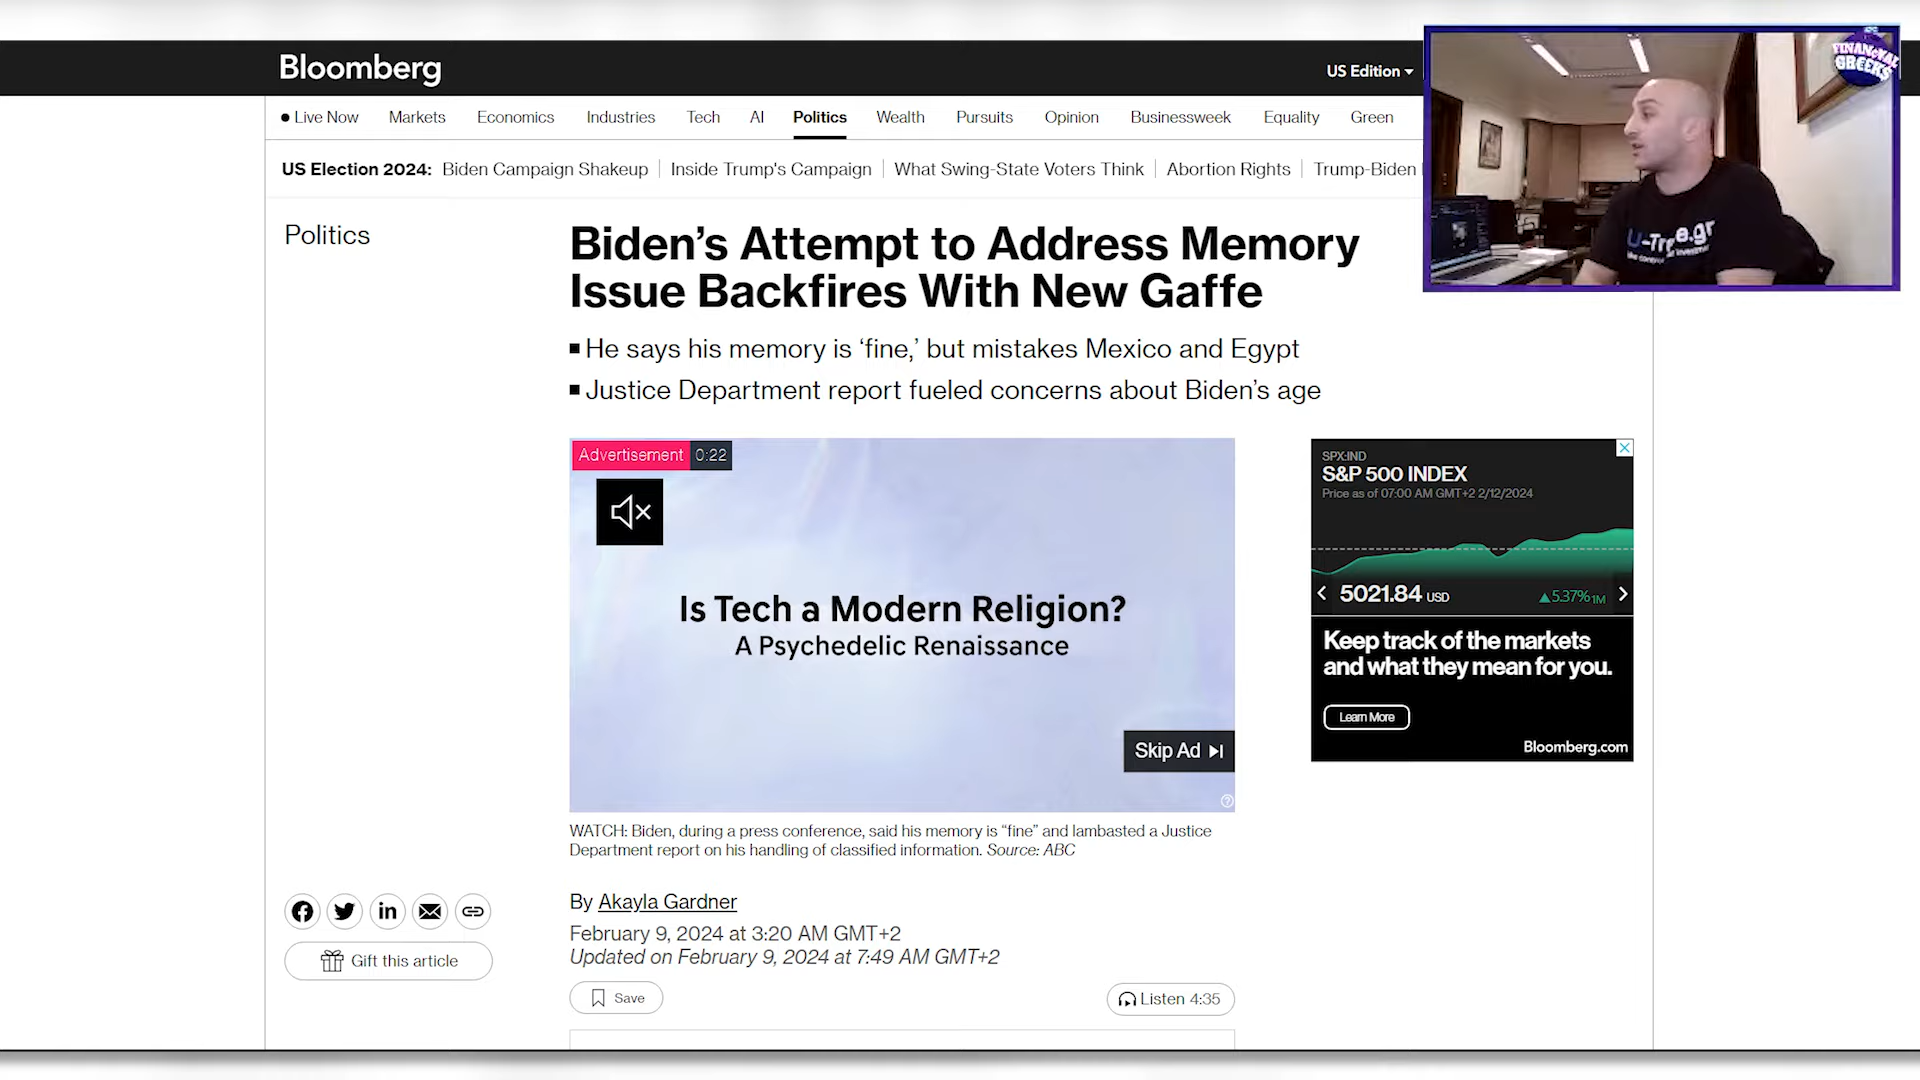 Bloomberg
US Edition
FINANCIAL
GREEKS
Live Now Markets Economics Industries Tech AI Politics Wealth Pursuits Opinion Businessweek Equality Green
US Election 2024: Biden Campaign Shakeup Inside Trump's Campaign What Swing-State Voters Think Abortion Rights Trump-Biden
Politics
Biden’s Attempt to Address Memory
Issue Backfires With New Gaffe
He says his memory is ‘fine,’ but mistakes Mexico and Egypt
Justice Department report fueled concerns about Biden’s age
Advertisement 0:22
Is Tech a Modern Religion?
A Psychedelic Renaissance
Skip Ad
WATCH: Biden, during a press conference, said his memory is “fine” and lambasted a Justice
Department report on his handling of classified information. Source: ABC
SPX:IND
S&P 500 INDEX
Price as of 07:00 AM GMT+2 2/12/2024
5021.84 USD 5.37% 1M
Keep track of the markets
and what they mean for you.
Learn More
Bloomberg.com
By Akayla Gardner
February 9, 2024 at 3:20 AM GMT+2
Updated on February 9, 2024 at 7:49 AM GMT+2
Gift this article
Save
Listen 4:35